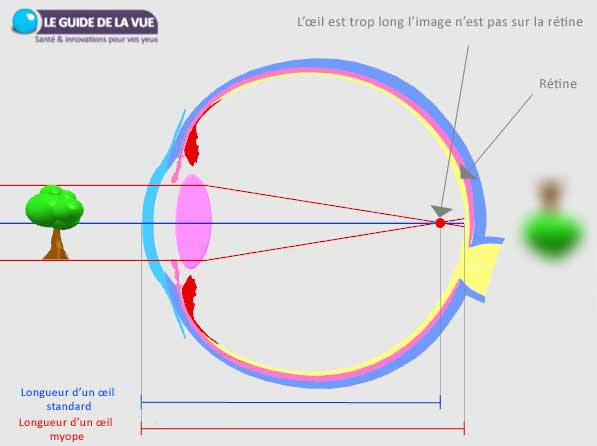 LE GUIDE DE LA VUE
Santé & innovations pour vos yeux
L'œil est trop long l'image n'est pas sur la rétine
Rétine
Longueur d'un œil
standard
Longueur d'un œil
myope